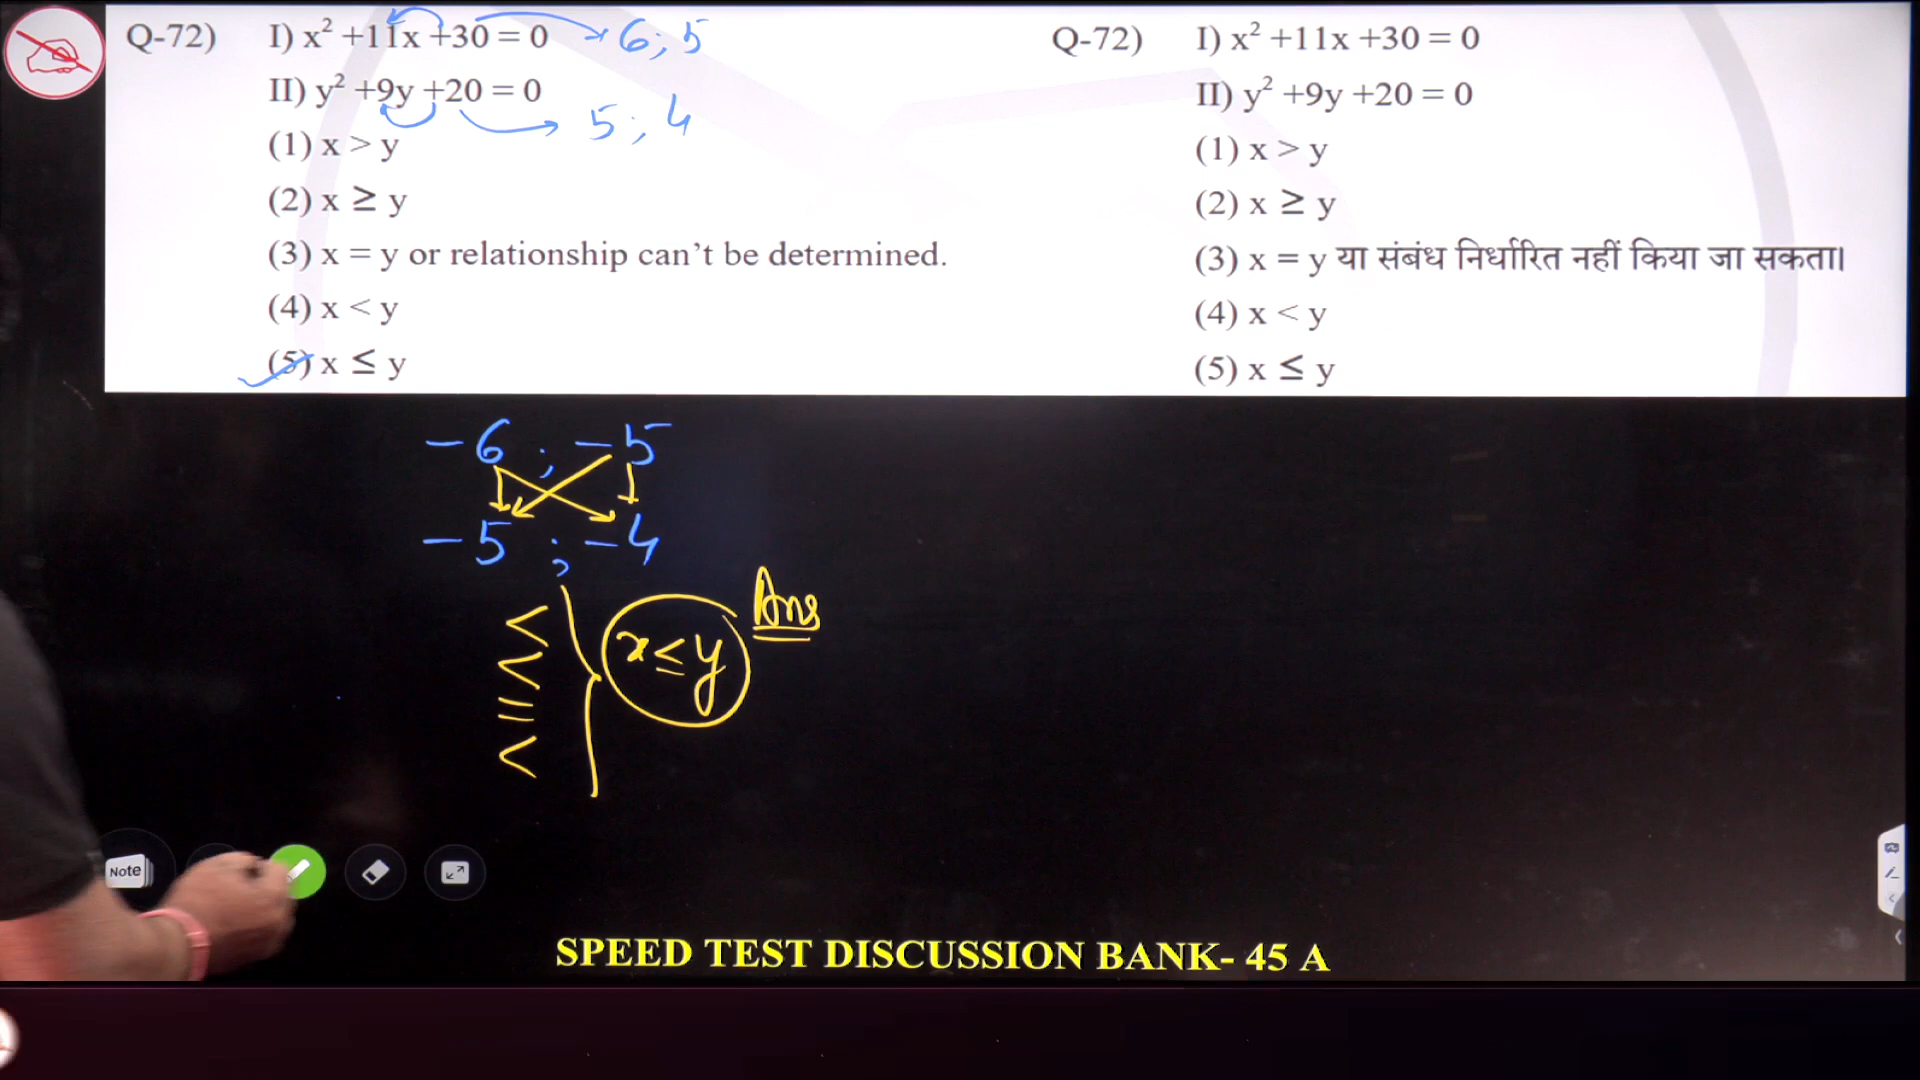 Q-72) I) x² +11x +30 = 0 6; 5
II) y² +9y +20 = 0 5; 4
(1) x > y
(2) x ≥ y
(3) x = y or relationship can’t be determined.
(4) x < y
(5) x ≤ y
Q-72) I) x² +11x +30 = 0
II) y² +9y +20 = 0
(1) x > y
(2) x ≥ y
(3) x = y या संबंध निर्धारित नहीं किया जा सकता।
(4) x < y
(5) x ≤ y
-6 ; -5
-5 ; -4
<
<
=
<
x ≤ y Ans
Note
SPEED TEST DISCUSSION BANK- 45 A